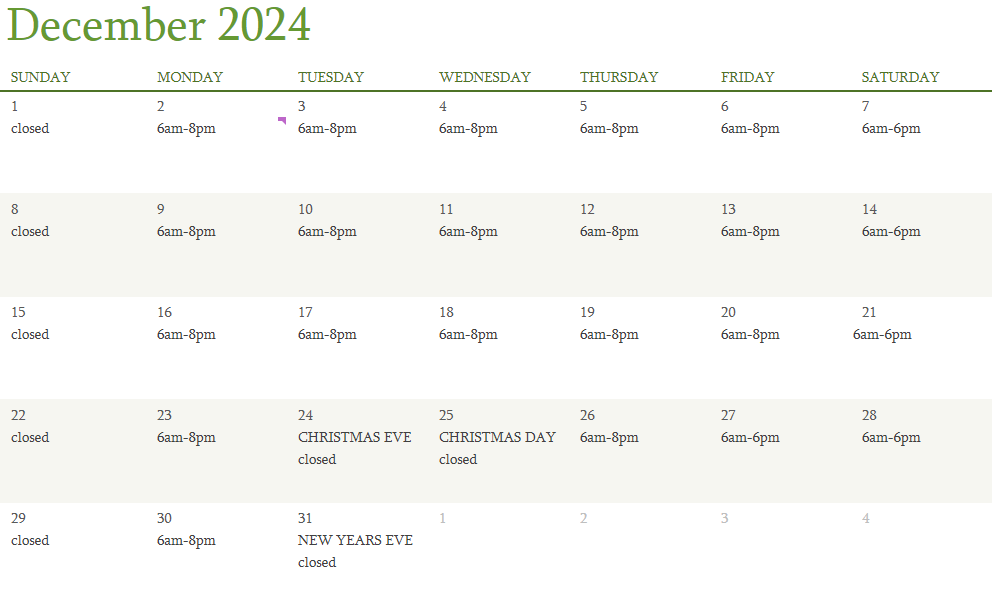 December 2024
SUNDAY MONDAY TUESDAY WEDNESDAY THURSDAY FRIDAY SATURDAY
1 2 3 4 5 6 7
closed 6am-8pm 6am-8pm 6am-8pm 6am-8pm 6am-8pm 6am-6pm
8 9 10 11 12 13 14
closed 6am-8pm 6am-8pm 6am-8pm 6am-8pm 6am-8pm 6am-6pm
15 16 17 18 19 20 21
closed 6am-8pm 6am-8pm 6am-8pm 6am-8pm 6am-8pm 6am-6pm
22 23 24 25 26 27 28
closed 6am-8pm CHRISTMAS EVE CHRISTMAS DAY 6am-8pm 6am-6pm 6am-6pm
closed closed
29 30 31 1 2 3 4
closed 6am-8pm NEW YEARS EVE
closed